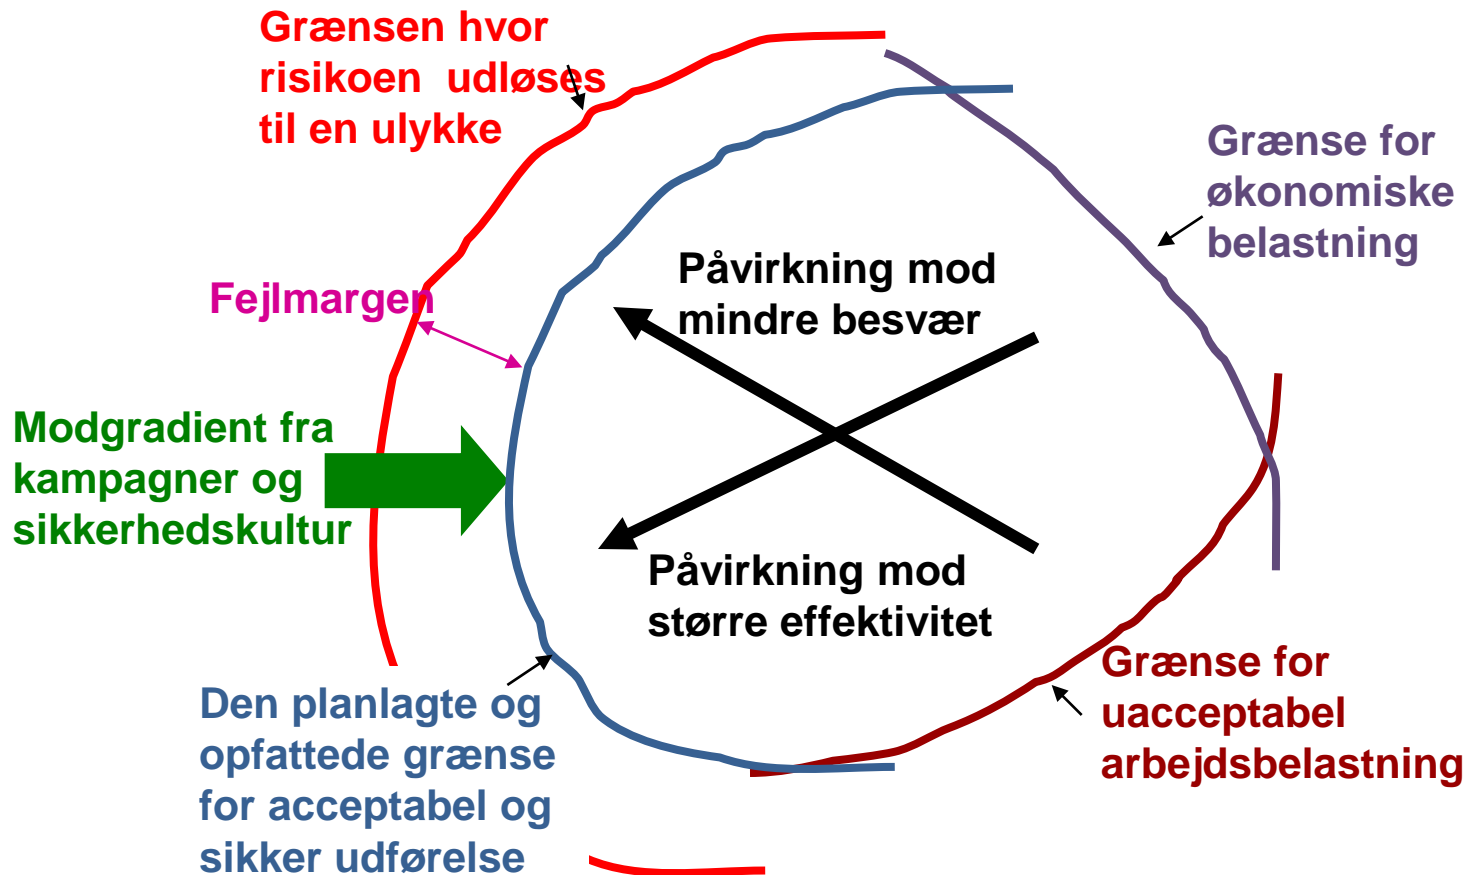 Grænsen hvor
risikoen  udløses
til en ulykke
Grænse for
økonomiske
belastning
Påvirkning mod
mindre besvær
Fejlmargen
Modgradient fra
kampagner og
sikkerhedskultur
Påvirkning mod
større effektivitet
Grænse for
uacceptabel
arbejdsbelastning
Den planlagte og
opfattede grænse
for acceptabel og
sikker udførelse